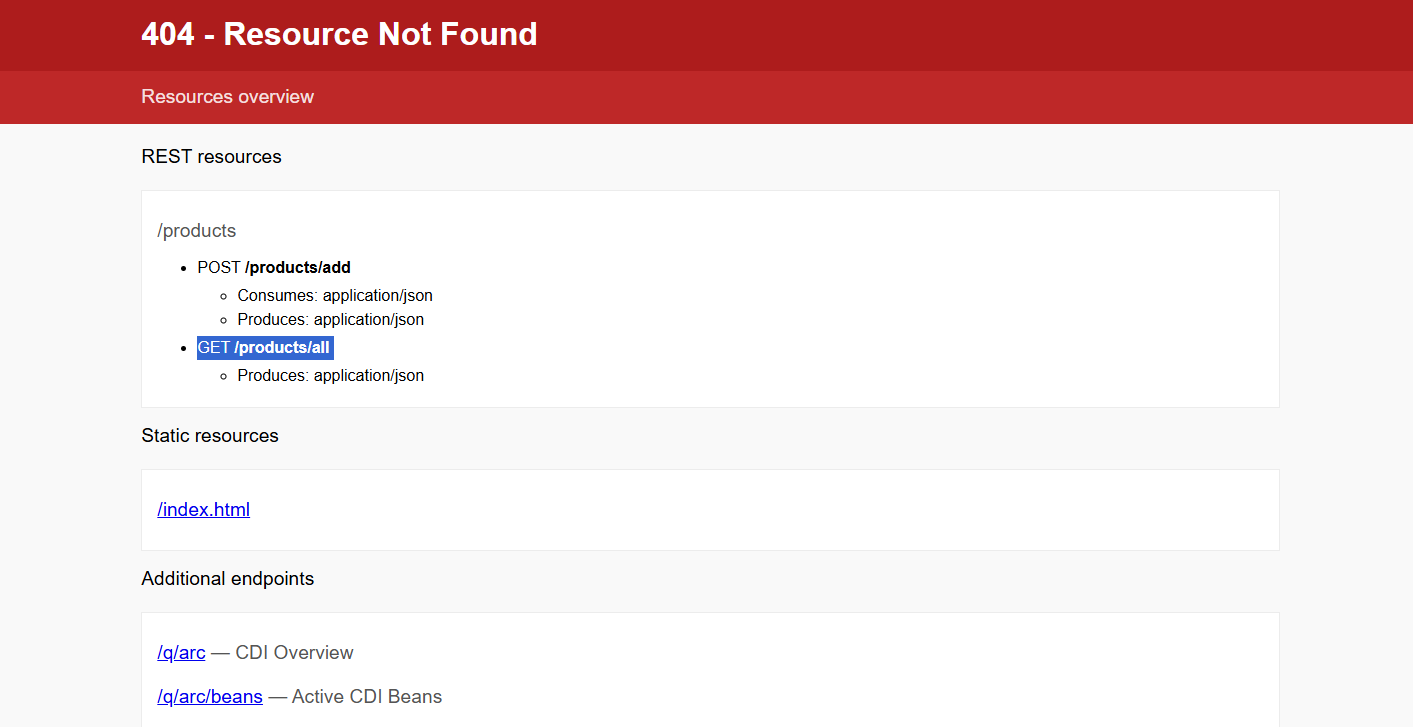 404 - Resource Not Found
Resources overview
REST resources
/products
POST /products/add
Consumes: application/json
Produces: application/json
GET /products/all
Produces: application/json
Static resources
/index.html
Additional endpoints
/q/arc — CDI Overview
/q/arc/beans — Active CDI Beans